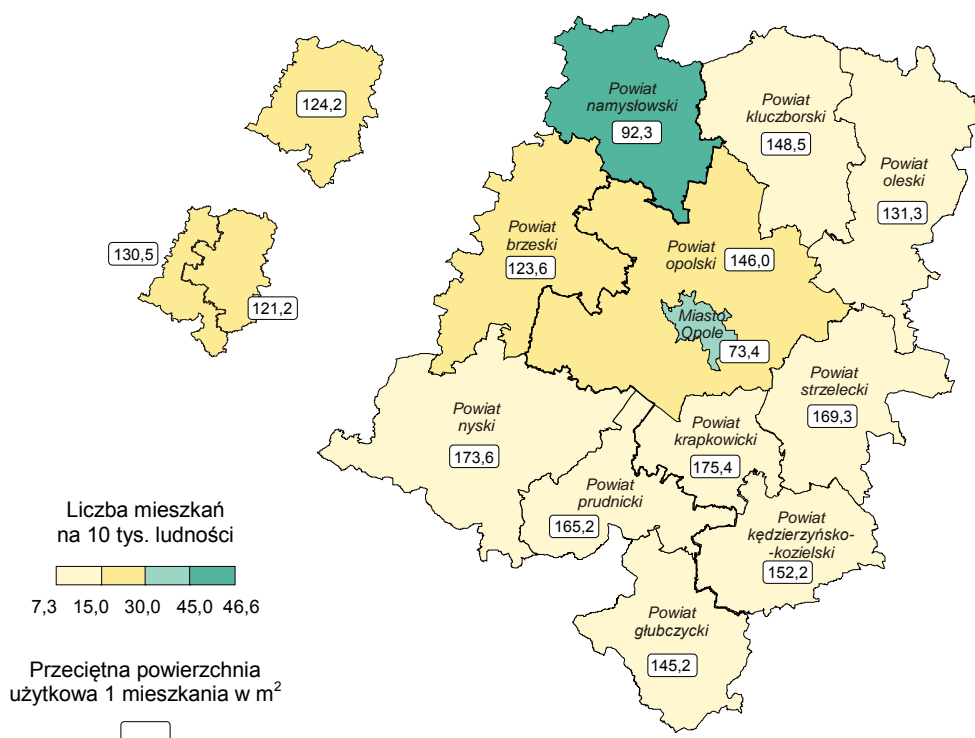 124,2
130,5
121,2
Powiat
namysłowski
92,3
Powiat
kluczborski
148,5
Powiat
oleski
131,3
Powiat
brzeski
123,6
Powiat
opolski
146,0
Miasto
Opole
73,4
Powiat
strzelecki
169,3
Powiat
nyski
173,6
Powiat
krapkowicki
175,4
Powiat
prudnicki
165,2
Powiat
kędzierzyńsko-
-kozielski
152,2
Powiat
głubczycki
145,2
Liczba mieszkań
na 10 tys. ludności
7,3 15,0 30,0 45,0 46,6
Przeciętna powierzchnia
użytkowa 1 mieszkania w m²